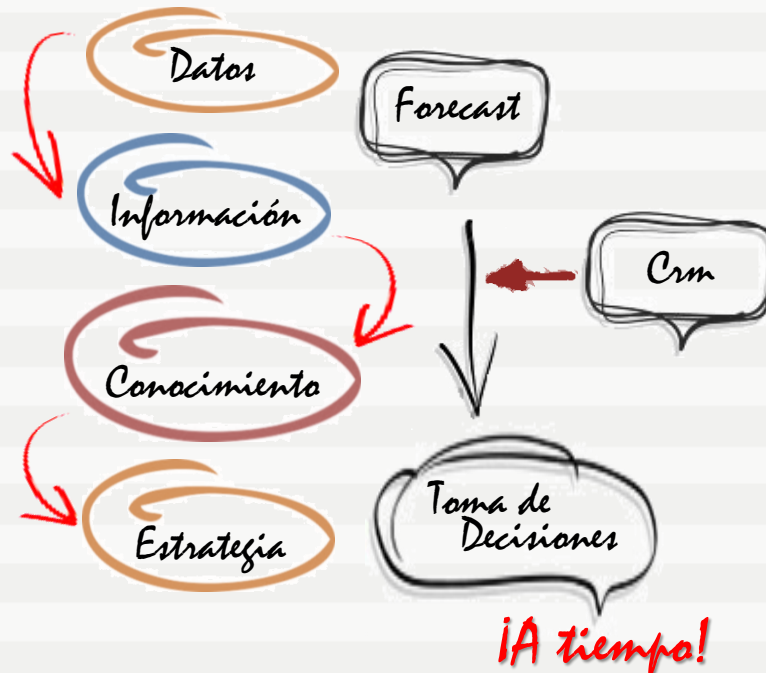 Datos
Forecast
Información
Crm
Conocimiento
Estrategia
Toma de
Decisiones
¡A tiempo!